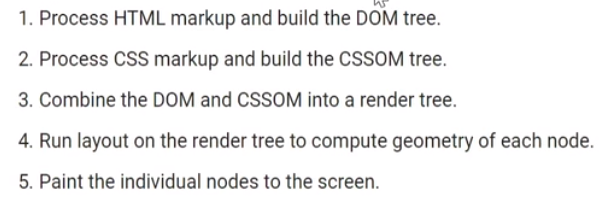 1. Process HTML markup and build the DOM tree.
2. Process CSS markup and build the CSSOM tree.
3. Combine the DOM and CSSOM into a render tree.
4. Run layout on the render tree to compute geometry of each node.
5. Paint the individual nodes to the screen.